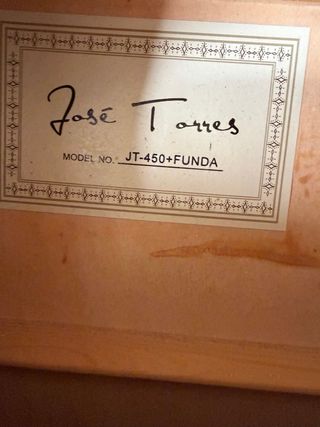 José Torres
MODEL NO. JT-450+FUNDA